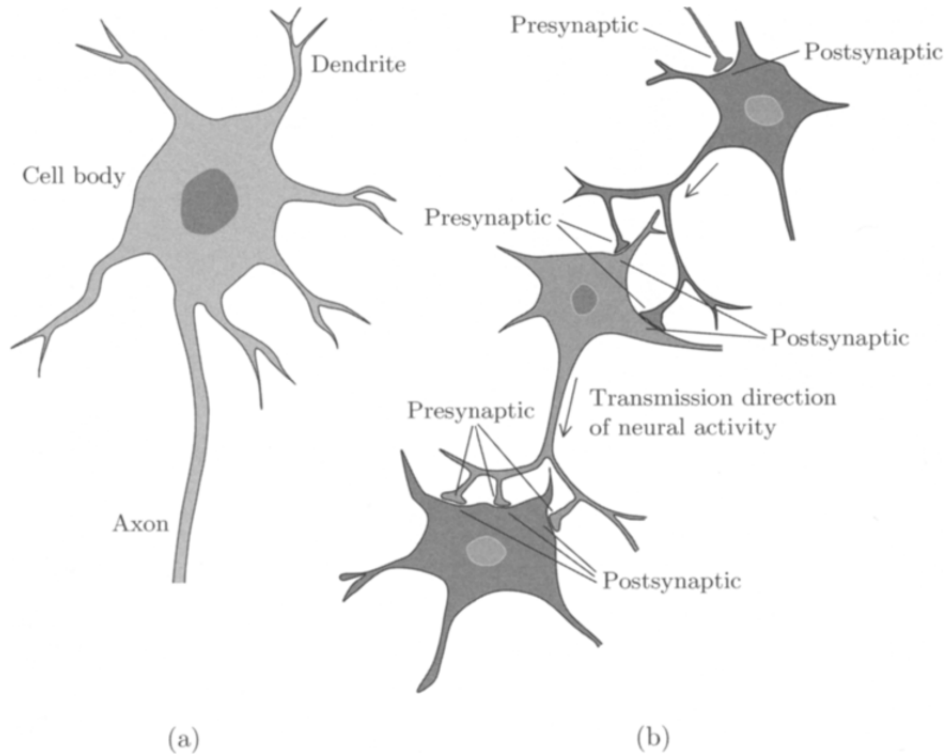 Presynaptic
Postsynaptic
Dendrite
Cell body
Presynaptic
Postsynaptic
Transmission direction
of neural activity
Presynaptic
Axon
Postsynaptic
(a)
(b)